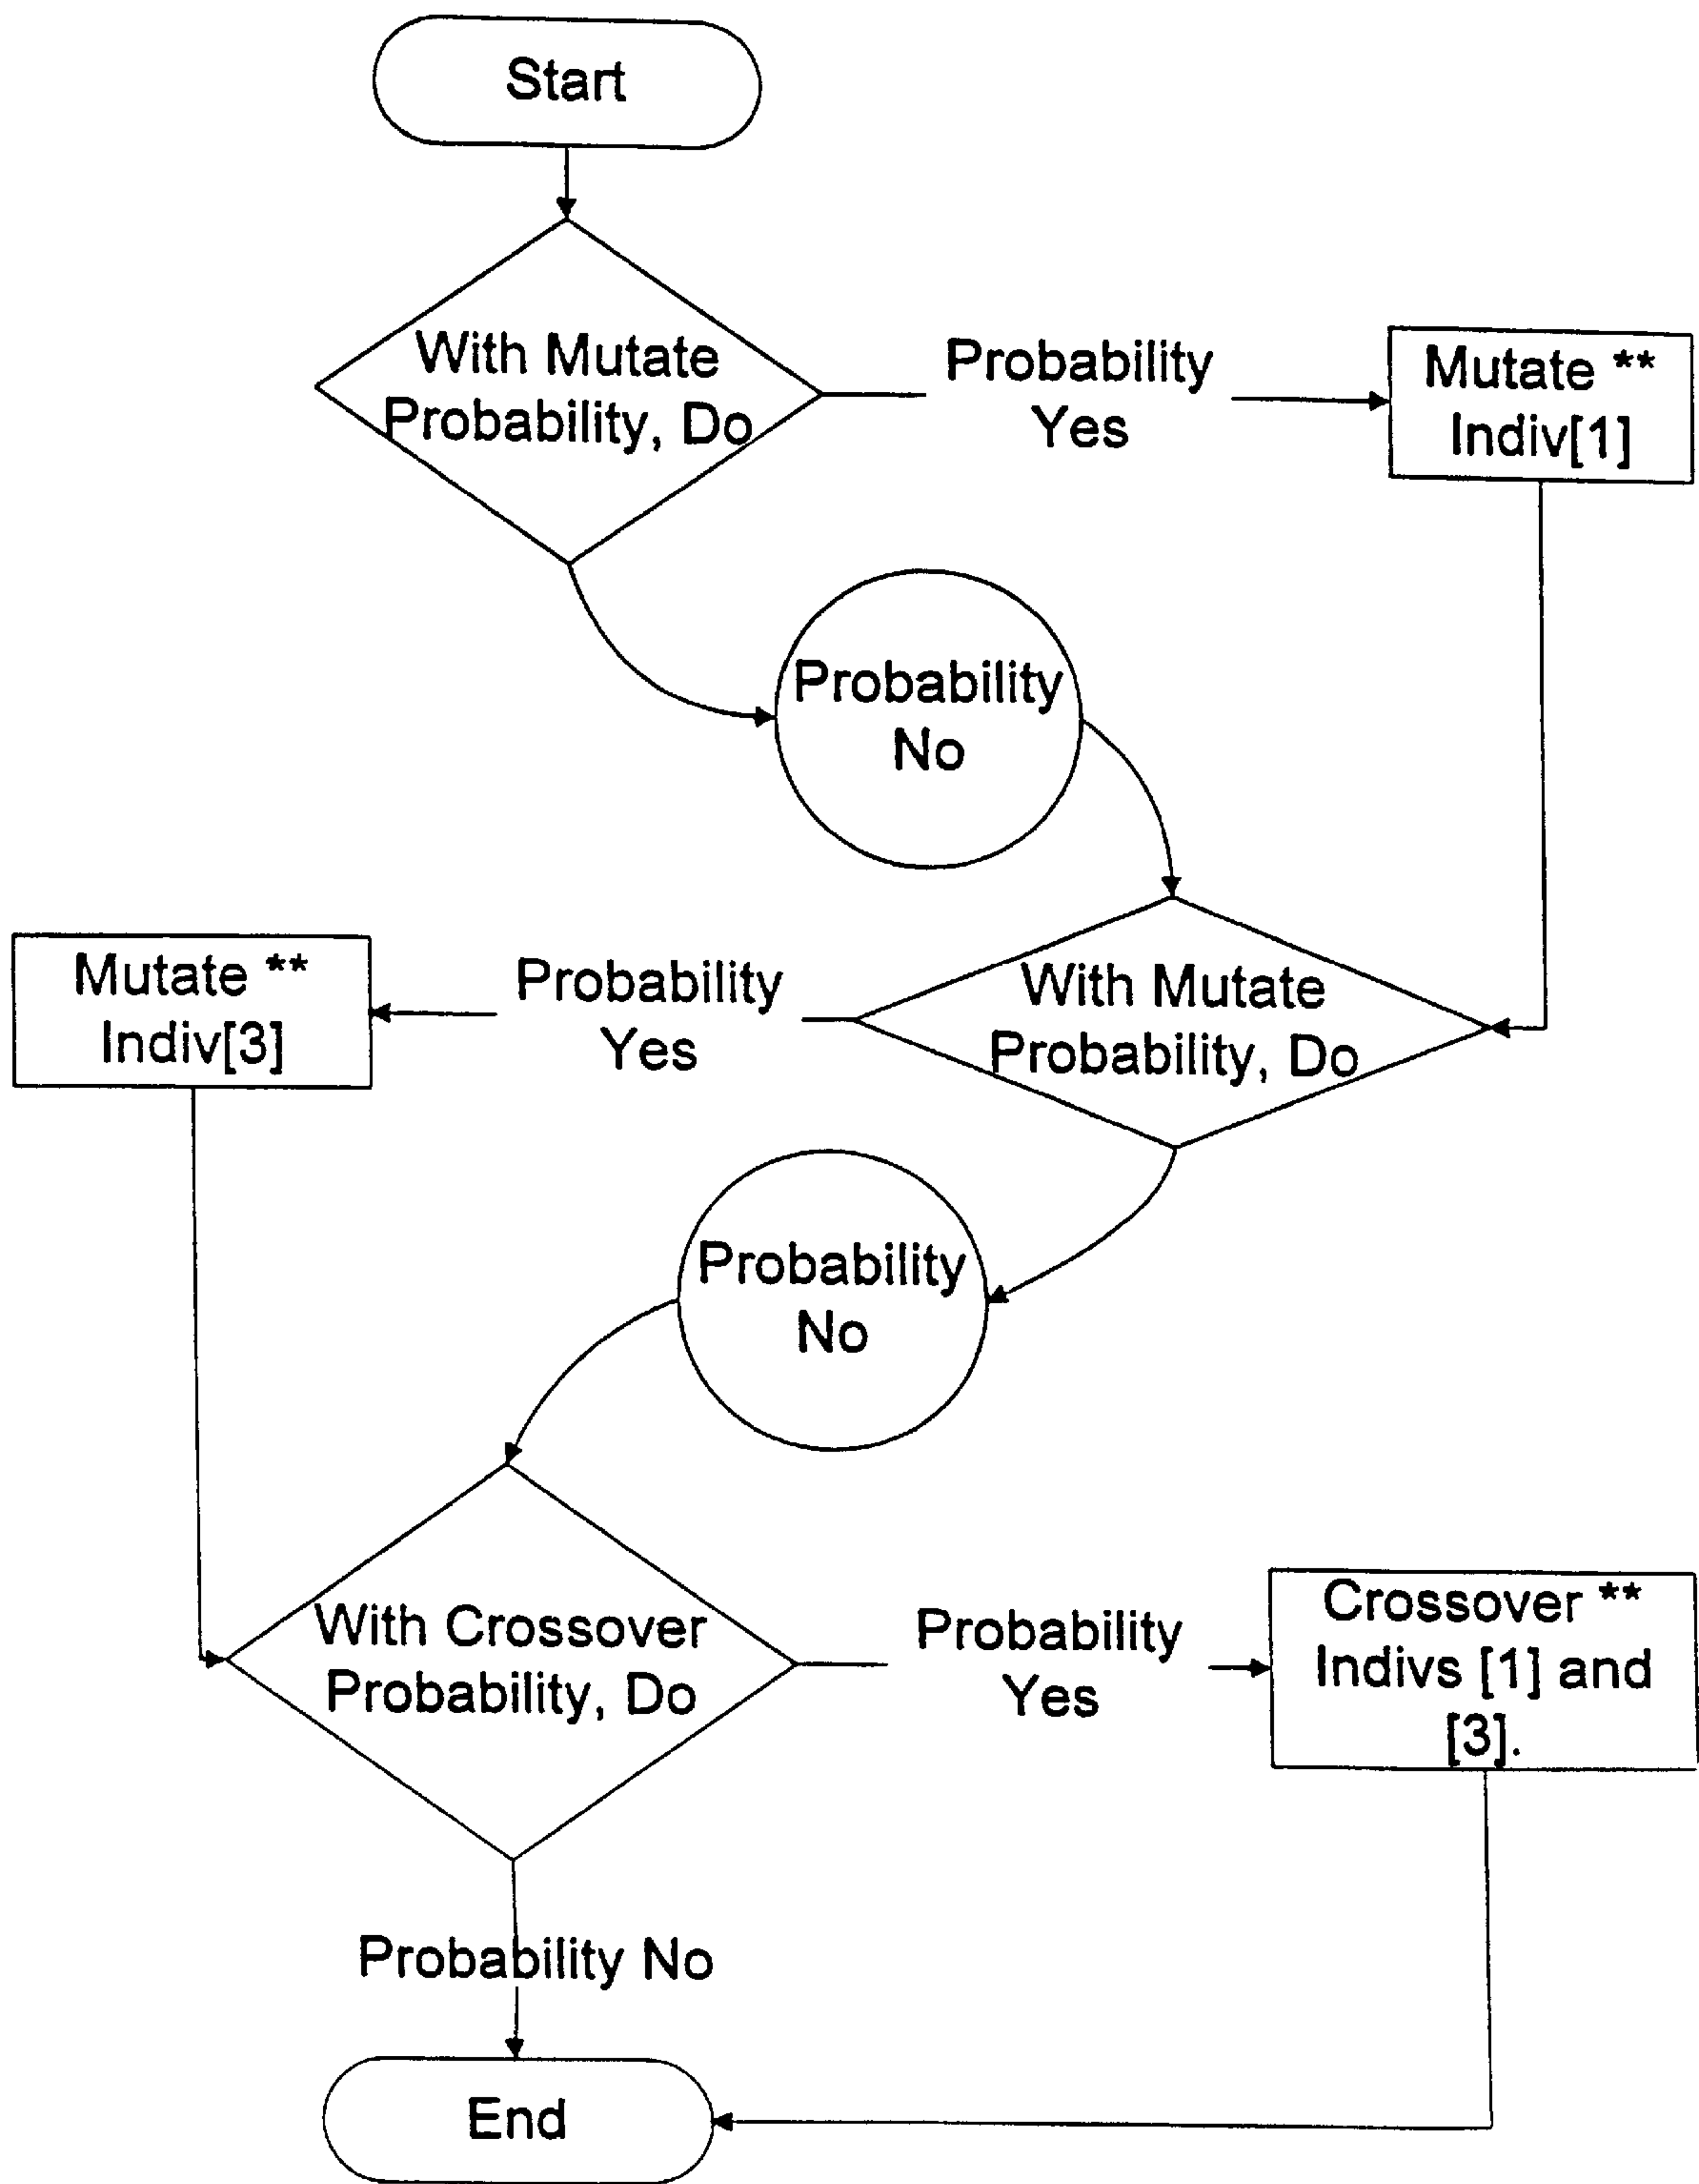 Start
With Mutate
Probability, Do
Probability
Yes
Mutate **
Indiv[1]
Probability
No
Mutate **
Indiv[3]
Probability
Yes
With Mutate
Probability, Do
Probability
No
With Crossover
Probability, Do
Probability
Yes
Crossover **
Indivs [1] and
[3].
Probability No
End